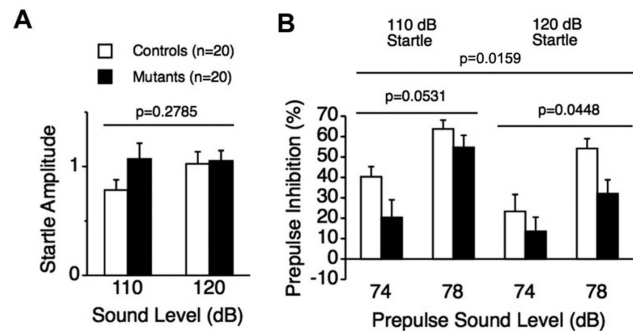 A
Controls (n=20)
Mutants (n=20)
p=0.2785
Startle Amplitude
1
0
110 120
Sound Level (dB)
B
110 dB 120 dB
Startle Startle
p=0.0159
p=0.0531
p=0.0448
Prepulse Inhibition (%)
70
60
50
40
30
20
10
0
-10
74 78 74 78
Prepulse Sound Level (dB)